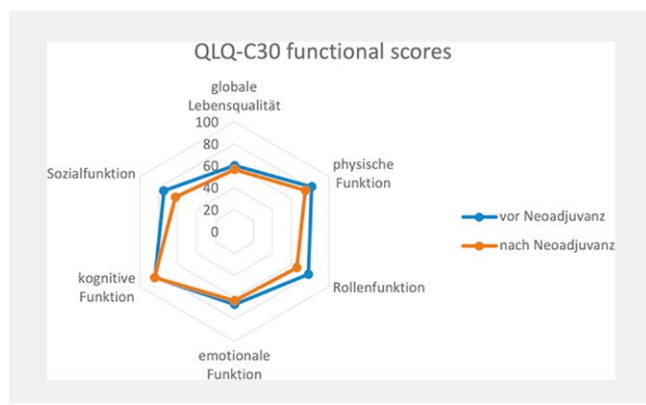 QLQ-C30 functional scores
globale
Lebensqualität
100
80
60
40
20
0
physische
Funktion
Rollenfunktion
emotionale
Funktion
kognitive
Funktion
Sozialfunktion
vor Neoadjuvanz
nach Neoadjuvanz